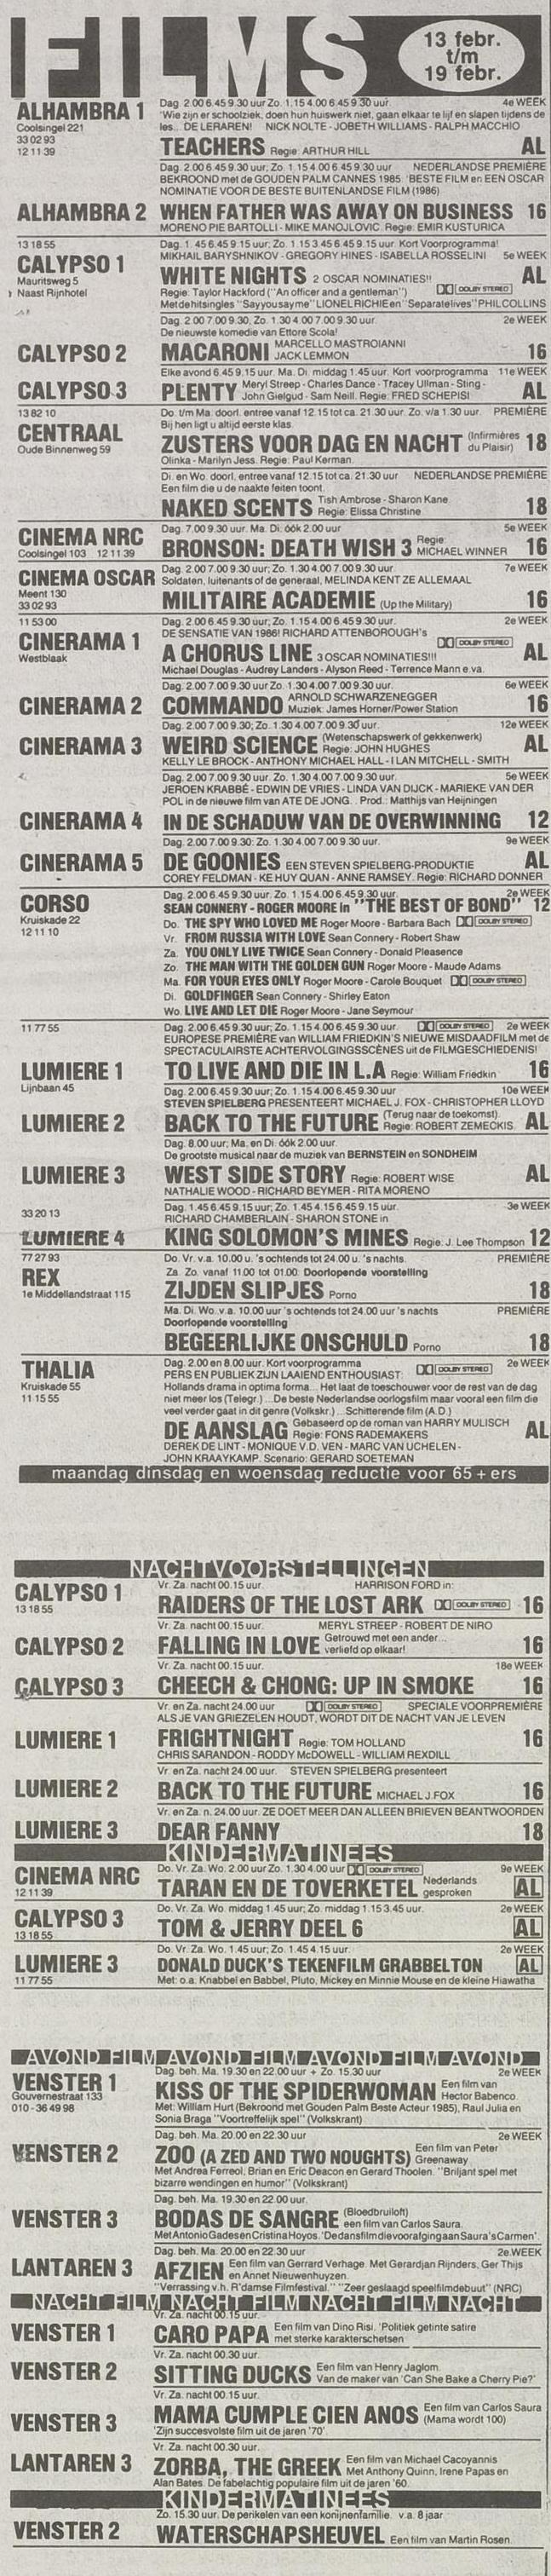 FILMS
13 febr.
t/m
19 febr.
ALHAMBRA 1
Coolsingel 221
33 02 93
12 11 39
Dag. 2.00 6.45 9.30 uur Zo. 1.15 4.00 6.45 9.30 uur. 4e WEEK
'Wie zijn er schoolziek, doen hun huiswerk niet, gaan elkaar te lijf en slapen tijdens de
les... DE LERAREN! NICK NOLTE - JOBETH WILLIAMS - RALPH MACCHIO
TEACHERS Regie: ARTHUR HILL AL
Dag. 2.00 6.45 9.30 uur, Zo. 1.15 4.00 6.45 9.30 uur NEDERLANDSE PREMIÈRE
BEKROOND met de GOUDEN PALM CANNES 1985. 'BESTE FILM en EEN OSCAR
NOMINATIE VOOR DE BESTE BUITENLANDSE FILM (1986)
ALHAMBRA 2 WHEN FATHER WAS AWAY ON BUSINESS 16
MORENO PIE BARTOLLI - MIKE MANOJLOVIC. Regie: EMIR KUSTURICA
13 18 55
CALYPSO 1
Mauritsweg 5
Naast Rijnhotel
Dag. 1.45 6.45 9.15 uur; Zo. 1.15 3.45 6.45 9.15 uur. Kort Voorprogramma!
MIKHAIL BARYSHNIKOV - GREGORY HINES - ISABELLA ROSSELINI 5e WEEK
WHITE NIGHTS 2 OSCAR NOMINATIES!! AL
Regie: Taylor Hackford ("An officer and a gentleman") DOLBY STEREO
Met de hitsingles "Say you say me" LIONEL RICHIE en "Separate lives" PHIL COLLINS
Dag. 2.00 7.00 9.30, Zo. 1.30 4.00 7.00 9.30 uur. 2e WEEK
De nieuwste komedie van Ettore Scola!
CALYPSO 2 MACARONI MARCELLO MASTROIANNI
JACK LEMMON 16
Elke avond 6.45 9.15 uur. Ma. Di. middag 1.45 uur. Kort voorprogramma 11e WEEK
CALYPSO 3 PLENTY Meryl Streep - Charles Dance - Tracey Ullman - Sting -
John Gielgud - Sam Neill. Regie: FRED SCHEPISI AL
13 82 10
CENTRAAL
Oude Binnenweg 59
Do. t/m Ma. doorl. entree vanaf 12.15 tot ca. 21.30 uur. Zo. v/a 1.30 uur. PREMIÈRE
Bij hen ligt u altijd eerste klas.
ZUSTERS VOOR DAG EN NACHT (Infirmières
du Plaisir) 18
Olinka - Marilyn Jess. Regie: Paul Kerman.
Di. en Wo. doorl. entree vanaf 12.15 tot ca. 21.30 uur NEDERLANDSE PREMIÈRE
Een film die u de naakte feiten toont.
NAKED SCENTS Tish Ambrose - Sharon Kane
Regie: Elissa Christine 18
CINEMA NRC
Coolsingel 103 12 11 39
Dag. 7.00 9.30 uur. Ma. Di. óók 2.00 uur 5e WEEK
BRONSON: DEATH WISH 3 Regie:
MICHAEL WINNER 16
CINEMA OSCAR
Meent 130
33 02 93
Dag. 2.00 7.00 9.30 uur; Zo. 1.30 4.00 7.00 9.30 uur. 7e WEEK
Soldaten, luitenants of de generaal, MELINDA KENT ZE ALLEMAAL
MILITAIRE ACADEMIE (Up the Military) 16
11 53 00
CINERAMA 1
Westblaak
Dag. 2.00 7.00 9.30 uur; Zo. 1.30 4.00 7.00 9.30 uur. 2e WEEK
DE SENSATIE VAN 1986! RICHARD ATTENBOROUGH's DOLBY STEREO
A CHORUS LINE 3 OSCAR NOMINATIES!!! AL
Michael Douglas - Audrey Landers - Alyson Reed - Terrence Mann e.va.
Dag. 2.00 7.00 9.30 uur Zo. 1.30 4.00 7.00 9.30 uur. 6e WEEK
CINERAMA 2 COMMANDO ARNOLD SCHWARZENEGGER
Muziek: James Horner/Power Station 16
Dag. 2.00 7.00 9.30; Zo. 1.30 4.00 7.00 9.30 uur. 12e WEEK
CINERAMA 3 WEIRD SCIENCE (Wetenschapswerk of gekkenwerk)
Regie: JOHN HUGHES AL
KELLY LE BROCK - ANTHONY MICHAEL HALL - ILAN MITCHELL - SMITH
Dag. 2.00 7.00 9.30 uur. Zo. 1.30 4.00 7.00 9.30 uur. 5e WEEK
JEROEN KRABBÉ - EDWIN DE VRIES - LINDA VAN DIJCK - MARIEKE VAN DER
POL in de nieuwe film van ATE DE JONG. Prod.: Matthijs van Heijningen
CINERAMA 4 IN DE SCHADUW VAN DE OVERWINNING 12
Dag. 2.00 7.00 9.30; Zo. 1.30 4.00 7.00 9.30 uur. 9e WEEK
CINERAMA 5 DE GOONIES EEN STEVEN SPIELBERG-PRODUKTIE AL
COREY FELDMAN - KE HUY QUAN - ANNE RAMSEY. Regie: RICHARD DONNER
CORSO
Kruiskade 22
12 11 10
Dag. 2.00 6.45 9.30 uur. Zo. 1.15 4.00 6.45 9.30 uur. 2e WEEK
SEAN CONNERY - ROGER MOORE in "THE BEST OF BOND" 12
Do. THE SPY WHO LOVED ME Roger Moore - Barbara Bach DOLBY STEREO
Vr. FROM RUSSIA WITH LOVE Sean Connery - Robert Shaw
Za. YOU ONLY LIVE TWICE Sean Connery - Donald Pleasence
Zo. THE MAN WITH THE GOLDEN GUN Roger Moore - Maude Adams
Ma. FOR YOUR EYES ONLY Roger Moore - Carole Bouquet DOLBY STEREO
Di. GOLDFINGER Sean Connery - Shirley Eaton
Wo. LIVE AND LET DIE Roger Moore - Jane Seymour
11 77 55
Dag. 2.00 6.45 9.30 uur; Zo. 1.15 4.00 6.45 9.30 uur DOLBY STEREO 2e WEEK
EUROPESE PREMIÈRE van WILLIAM FRIEDKIN'S NIEUWE MISDAADFILM met de
SPECTACULAIRSTE ACHTERVOLGINGSSCÈNES uit de FILMGESCHIEDENIS!
LUMIERE 1
Lijnbaan 45
TO LIVE AND DIE IN L.A Regie: William Friedkin 16
Dag. 2.00 6.45 9.30 uur; Zo. 1.15 4.00 6.45 9.30 uur 10e WEEK
STEVEN SPIELBERG PRESENTEERT MICHAEL J. FOX - CHRISTOPHER LLOYD
LUMIERE 2 BACK TO THE FUTURE (Terug naar de toekomst).
Regie: ROBERT ZEMECKIS. AL
Dag. 8.00 uur; Ma. en Di. óók 2.00 uur.
De grootste musical naar de muziek van BERNSTEIN en SONDHEIM
LUMIERE 3 WEST SIDE STORY Regie: ROBERT WISE AL
NATHALIE WOOD - RICHARD BEYMER - RITA MORENO
33 20 13
Dag. 1.45 6.45 9.15 uur; Zo. 1.45 4.15 6.45 9.15 uur. 3e WEEK
RICHARD CHAMBERLAIN - SHARON STONE in
LUMIERE 4 KING SOLOMON'S MINES Regie: J. Lee Thompson 12
77 27 93
REX
1e Middellandstraat 115
Do. Vr. v.a. 10.00 u. 's ochtends tot 24.00 u. 's nachts. PREMIÈRE
Za. Zo. vanaf 11.00 tot 01.00. Doorlopende voorstelling
ZIJDEN SLIPJES Porno 18
Ma. Di. Wo. v.a. 10.00 uur 's ochtends tot 24.00 uur 's nachts PREMIÈRE
Doorlopende voorstelling
BEGEERLIJKE ONSCHULD Porno 18
THALIA
Kruiskade 55
11 15 55
Dag. 2.00 en 8.00 uur. Kort voorprogramma 2e WEEK
PERS EN PUBLIEK ZIJN LAAIEND ENTHOUSIAST: DOLBY STEREO
Hollands drama in optima forma... Het laat de toeschouwer voor de rest van de dag
niet meer los (Telegr.) ...De beste Nederlandse oorlogsfilm maar vooral een film die
veel verder gaat in dit genre (Volkskr.) ...Schitterende film (A.D.)
DE AANSLAG Gebaseerd op de roman van HARRY MULISCH
Regie: FONS RADEMAKERS AL
DEREK DE LINT - MONIQUE V.D. VEN - MARC VAN UCHELEN -
JOHN KRAAYKAMP. Scenario: GERARD SOETEMAN
maandag dinsdag en woensdag reductie voor 65+ ers
NACHTVOORSTELLINGEN
CALYPSO 1
13 18 55
Vr. Za. nacht 00.15 uur. HARRISON FORD in:
RAIDERS OF THE LOST ARK DOLBY STEREO 16
Vr. Za. nacht 00.15 uur. MERYL STREEP - ROBERT DE NIRO
CALYPSO 2 FALLING IN LOVE Getrouwd met een ander...
verliefd op elkaar! 16
Vr. Za. nacht 00.15 uur. 18e WEEK
CALYPSO 3 CHEECH & CHONG: UP IN SMOKE 16
Vr. en Za. nacht 24.00 uur DOLBY STEREO SPECIALE VOORPREMIÈRE
ALS JE VAN GRIEZELEN HOUDT, WORDT DIT DE NACHT VAN JE LEVEN
LUMIERE 1 FRIGHTNIGHT Regie: TOM HOLLAND 16
CHRIS SARANDON - RODDY McDOWELL - WILLIAM REXDILL
Vr. en Za. nacht 24.00 uur. STEVEN SPIELBERG presenteert
LUMIERE 2 BACK TO THE FUTURE MICHAEL J.FOX 16
Vr. en Za. n. 24.00 uur. ZE DOET MEER DAN ALLEEN BRIEVEN BEANTWOORDEN
LUMIERE 3 DEAR FANNY 18
KINDERMATINEES
CINEMA NRC
12 11 39
Do. Vr. Za. Wo. 2.00 uur Zo. 1.30 4.00 uur DOLBY STEREO 9e WEEK
TARAN EN DE TOVERKETEL Nederlands
gesproken AL
CALYPSO 3
13 18 55
Do. Vr. Za. Wo. middag 1.45 uur; Zo. middag 1.15 3.45 uur. 2e WEEK
TOM & JERRY DEEL 6 AL
LUMIERE 3
11 77 55
Do. Vr. Za. Wo. 1.45 uur; Zo. 1.45 4.15 uur. 2e WEEK
DONALD DUCK'S TEKENFILM GRABBELTON AL
Met: o.a. Knabbel en Babbel, Pluto, Mickey en Minnie Mouse en de kleine Hiawatha
AVOND FILM AVOND FILM AVOND FILM AVOND
VENSTER 1
Gouvernestraat 133
010 - 36 49 98
Dag. beh. Ma. 19.30 en 22.00 uur + Zo. 15.30 uur 2e WEEK
KISS OF THE SPIDERWOMAN Een film van
Hector Babenco.
Met: William Hurt (Bekroond met Gouden Palm Beste Acteur 1985), Raul Julia en
Sonia Braga "Voortreffelijk spel" (Volkskrant)
Dag. beh. Ma. 20.00 en 22.30 uur 2e WEEK
VENSTER 2 ZOO (A ZED AND TWO NOUGHTS) Een film van Peter
Greenaway
Met Andrea Ferreol, Brian en Eric Deacon en Gerard Thoolen. "Briljant spel met
bizarre wendingen en humor" (Volkskrant)
Dag. beh. Ma. 19.30 en 22.00 uur.
VENSTER 3 BODAS DE SANGRE (Bloedbruiloft)
een film van Carlos Saura.
Met Antonio Gades en Cristina Hoyos. 'De dansfilm die vooraf ging aan Saura's Carmen'.
Dag. beh. Ma. 20.00 en 22.30 uur 2e WEEK
LANTAREN 3 AFZIEN Een film van Gerrard Verhage. Met Gerardjan Rijnders, Ger Thijs
en Annet Nieuwenhuyzen.
"Verrassing v.h. R'damse Filmfestival." "Zeer geslaagd speelfilmdebuut" (NRC)
NACHT FILM NACHT FILM NACHT FILM NACHT
Vr. Za. nacht 00.15 uur.
VENSTER 1 CARO PAPA Een film van Dino Risi. 'Politiek getinte satire
met sterke karakterschetsen'
Vr. Za. nacht 00.30 uur.
VENSTER 2 SITTING DUCKS Een film van Henry Jaglom.
Van de maker van 'Can She Bake a Cherry Pie?'
Vr. Za. nacht 00.15 uur.
VENSTER 3 MAMA CUMPLE CIEN ANOS Een film van Carlos Saura
(Mama wordt 100)
'Zijn succesvolste film uit de jaren '70'.
Vr. Za. nacht 00.30 uur.
LANTAREN 3 ZORBA, THE GREEK Een film van Michael Cacoyannis
Met Anthony Quinn, Irene Papas en
Alan Bates. De fabelachtig populaire film uit de jaren '60.
KINDERMATINEES
Zo. 15.30 uur. De perikelen van een konijnenfamilie. v.a. 8 jaar
VENSTER 2 WATERSCHAPSHEUVEL Een film van Martin Rosen.